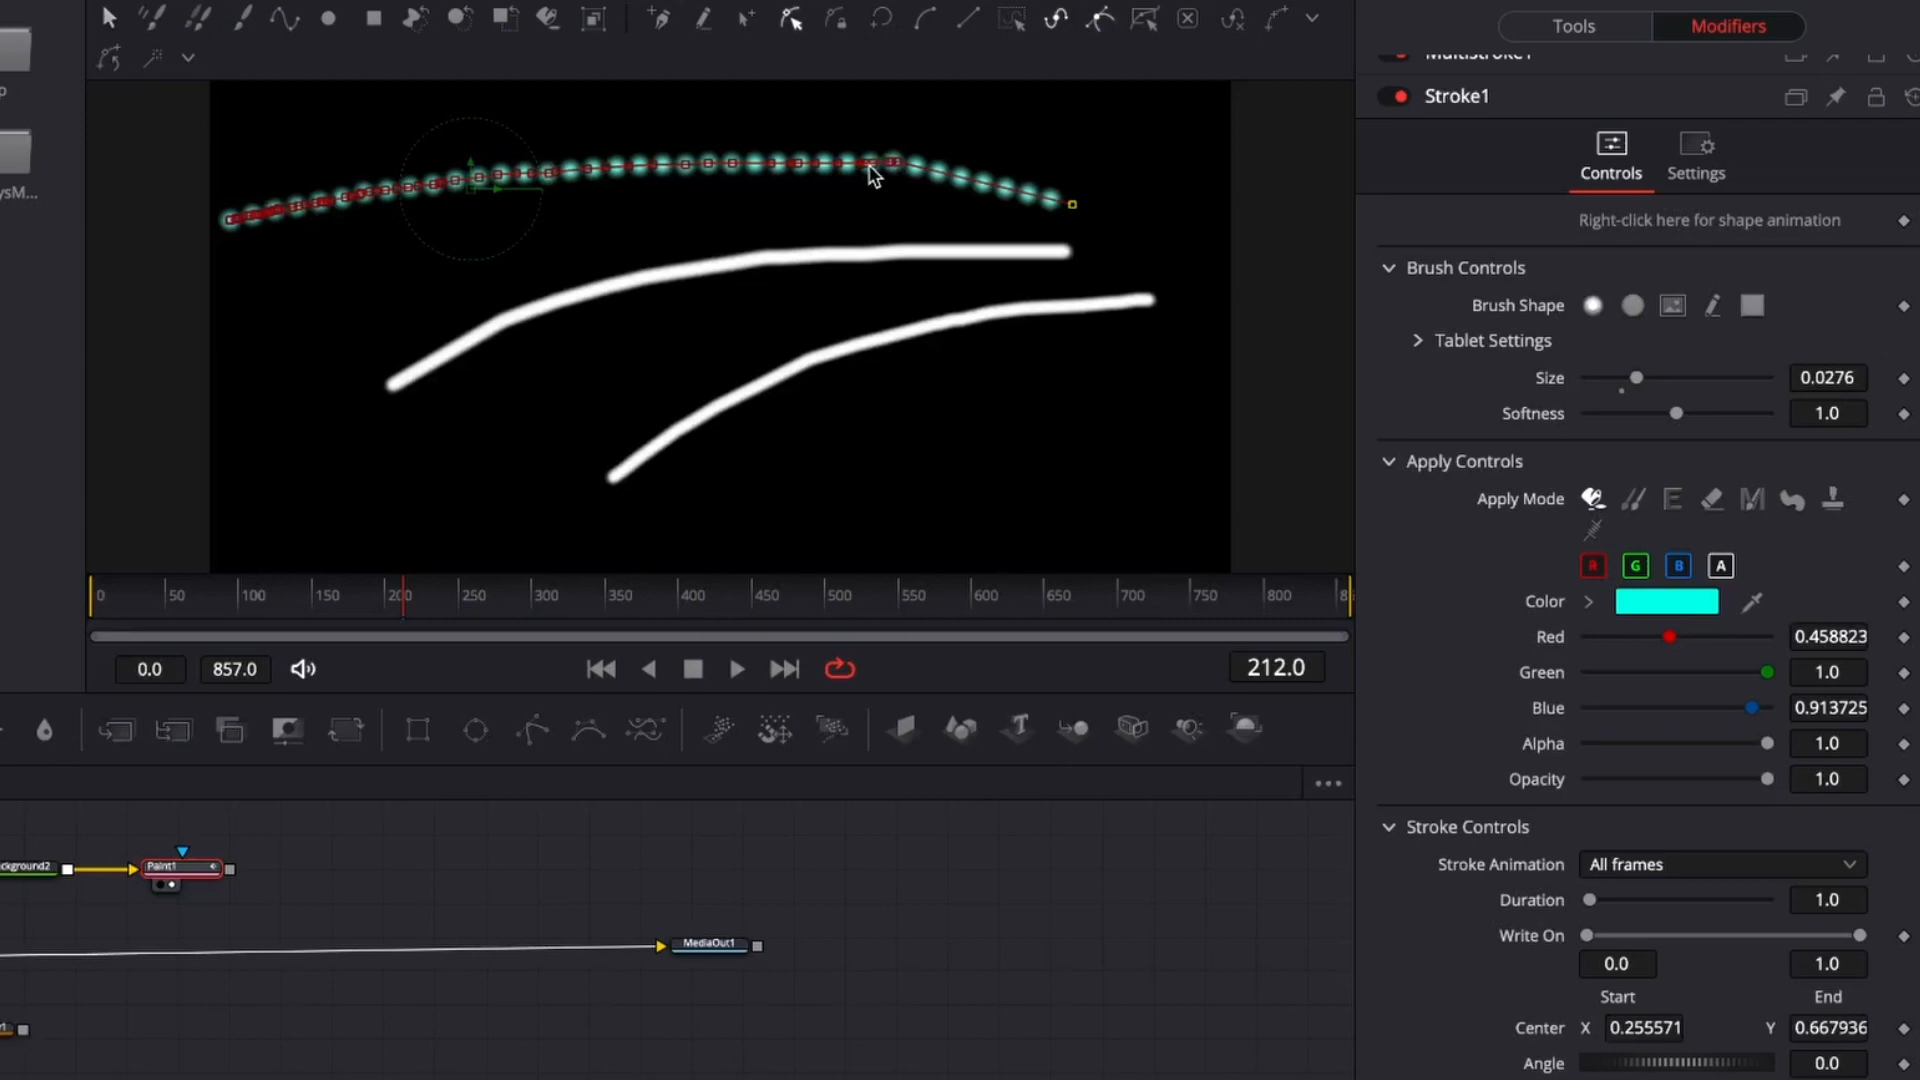 Tools
Modifiers
p
ysM...
Stroke1
Controls
Settings
Right-click here for shape animation
Brush Controls
Brush Shape
Tablet Settings
Size
0.0276
Softness
1.0
Apply Controls
Apply Mode
R G B A
Color
Red
0.458823
Green
1.0
Blue
0.913725
Alpha
1.0
Opacity
1.0
0 50 100 150 200 250 300 350 400 450 500 550 600 650 700 750 800 8
0.0
857.0
212.0
Stroke Controls
Stroke Animation
All frames
Duration
1.0
Write On
0.0
1.0
Start
End
Center X 0.255571 Y 0.667936
Angle
0.0
ckground2
Paint1
MediaOut1